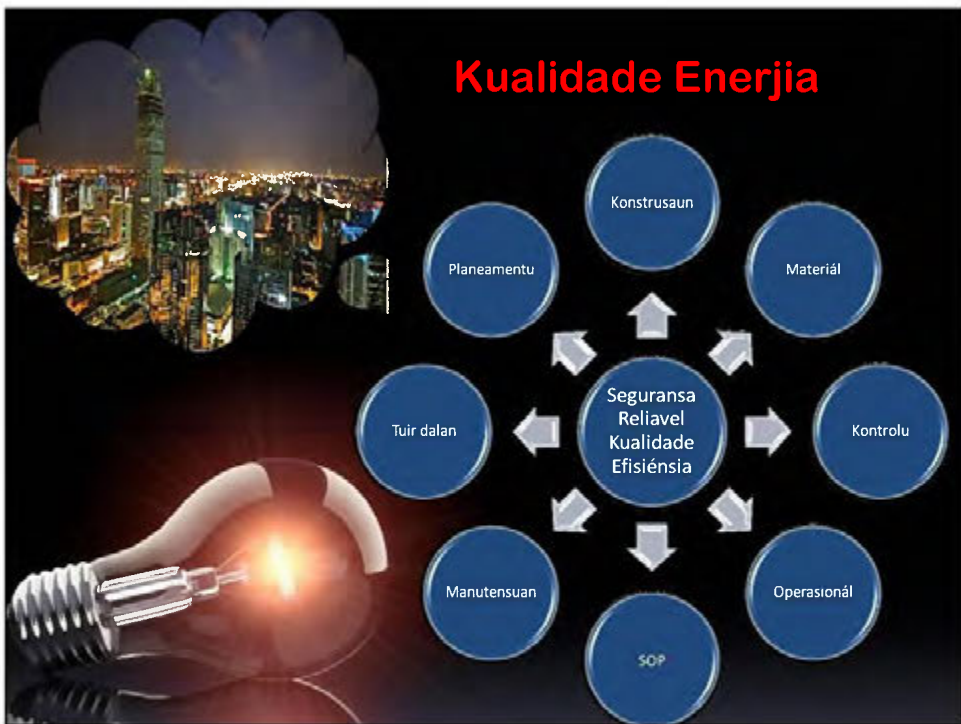 Kualidade Enerjia
Konstrusaun
Materiál
Kontrolu
Operasionál
SOP
Manutensuan
Tuir dalan
Planeamentu
Seguransa
Reliavel
Kualidade
Efisiénsia